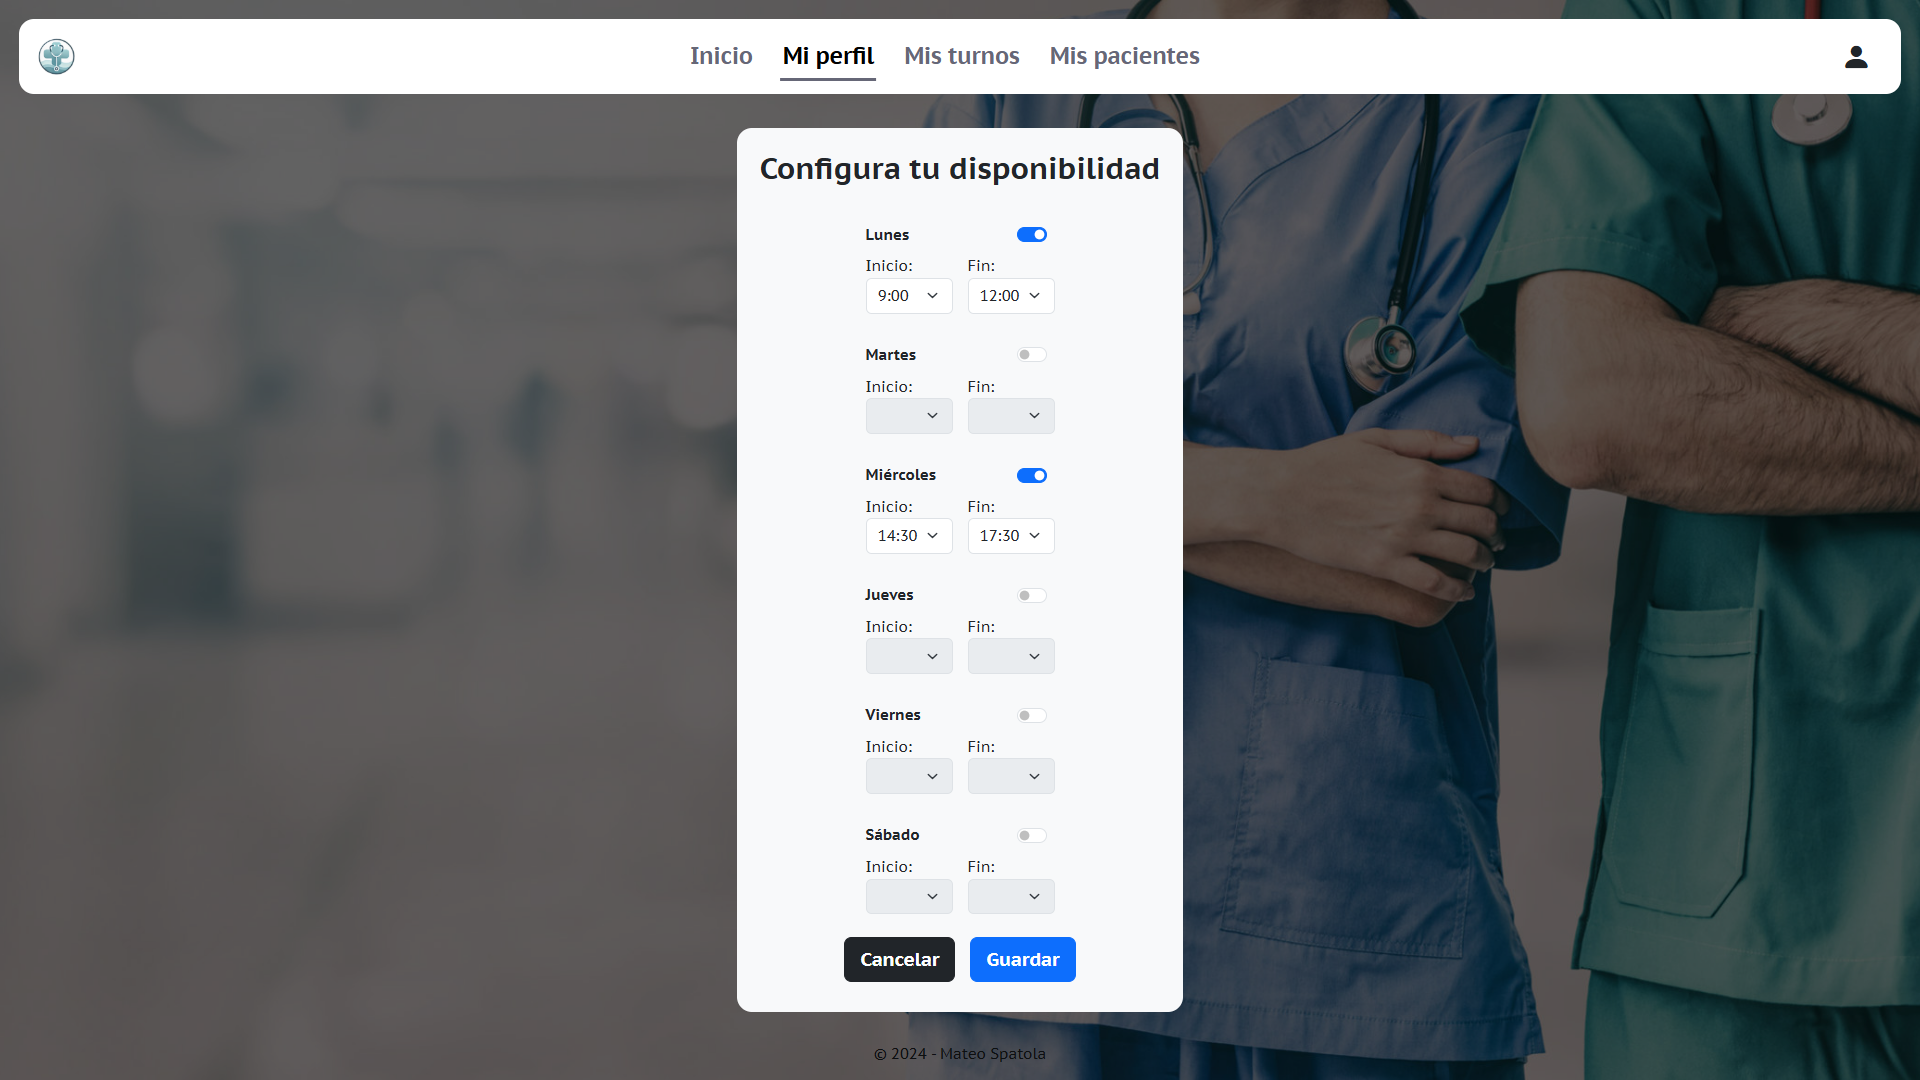 Inicio Mi perfil Mis turnos Mis pacientes
Configura tu disponibilidad
Lunes
Inicio: Fin:
9:00 12:00
Martes
Inicio: Fin:
Miércoles
Inicio: Fin:
14:30 17:30
Jueves
Inicio: Fin:
Viernes
Inicio: Fin:
Sábado
Inicio: Fin:
Cancelar Guardar
© 2024 - Mateo Spatola